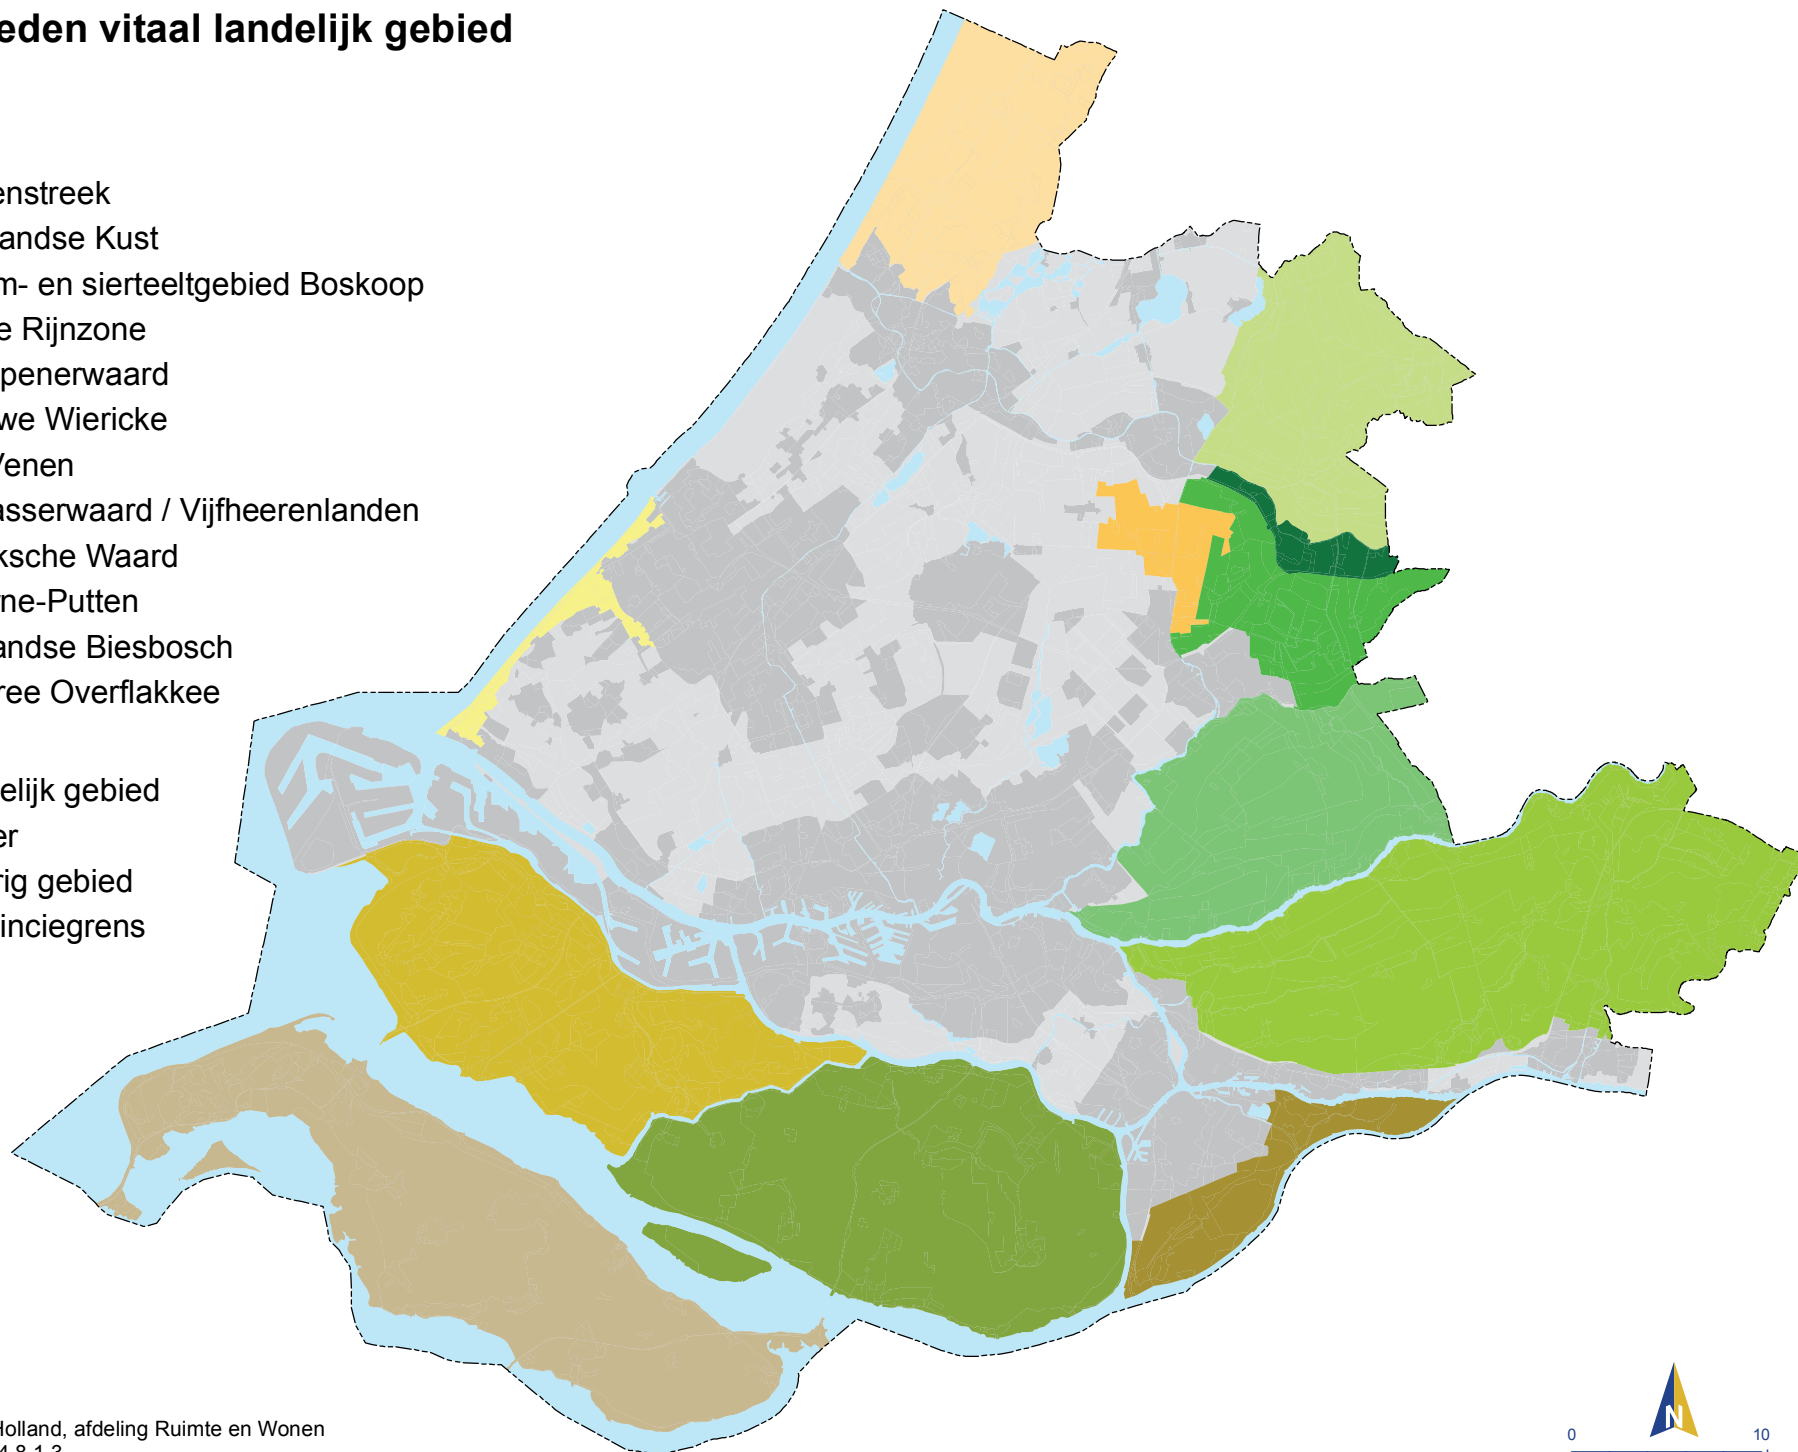 eden vitaal landelijk gebied
enstreek
andse Kust
m- en sierteeltgebied Boskoop
e Rijnzone
penerwaard
we Wiericke
Venen
asserwaard / Vijfheerenlanden
ksche Waard
rne-Putten
andse Biesbosch
ree Overflakkee
elijk gebied
er
rig gebied
inciegrens
Holland, afdeling Ruimte en Wonen
N
0 10